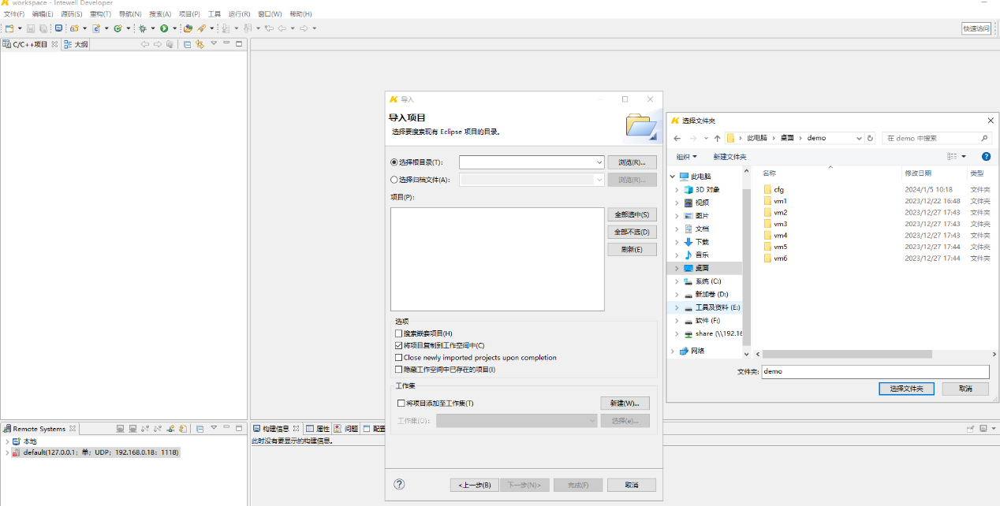 workspace - Intewell Developer
文件(F) 编辑(E) 源码(S) 重构(T) 导航(N) 搜索(A) 项目(P) 工具 运行(R) 窗口(W) 帮助(H)
快速访问
C/C++项目 大纲
导入
导入项目
选择要搜索现有 Eclipse 项目的目录。
选择根目录(T): 浏览(R)...
选择归档文件(A): 浏览(R)...
项目(P):
全部选中(S)
全部不选(D)
刷新(E)
选项
搜索嵌套项目(H)
将项目复制到工作空间中(C)
Close newly imported projects upon completion
隐藏工作空间中已存在的项目(I)
工作集
将项目添加至工作集(T) 新建(W)...
工作集(O): 选择(e)...
<上一步(B) 下一步(N)> 完成(F) 取消
选择文件夹
此电脑 › 桌面 › demo
在 demo 中搜索
组织 新建文件夹
名称 修改日期 类型
此电脑
3D 对象
视频
图片
文档
下载
音乐
桌面
系统 (C:)
新加卷 (D:)
工具及资料 (E:)
软件 (F:)
share (\\192.16
网络
cfg 2024/1/5 10:18 文件夹
vm1 2023/12/22 16:48 文件夹
vm2 2023/12/27 17:43 文件夹
vm3 2023/12/27 17:43 文件夹
vm4 2023/12/27 17:43 文件夹
vm5 2023/12/27 17:44 文件夹
vm6 2023/12/27 17:44 文件夹
文件夹: demo
选择文件夹 取消
Remote Systems
本地
default(127.0.0.1; 单; UDP; 192.168.0.18: 1118)
构建信息 属性 问题 配置
此时没有要显示的构建信息。